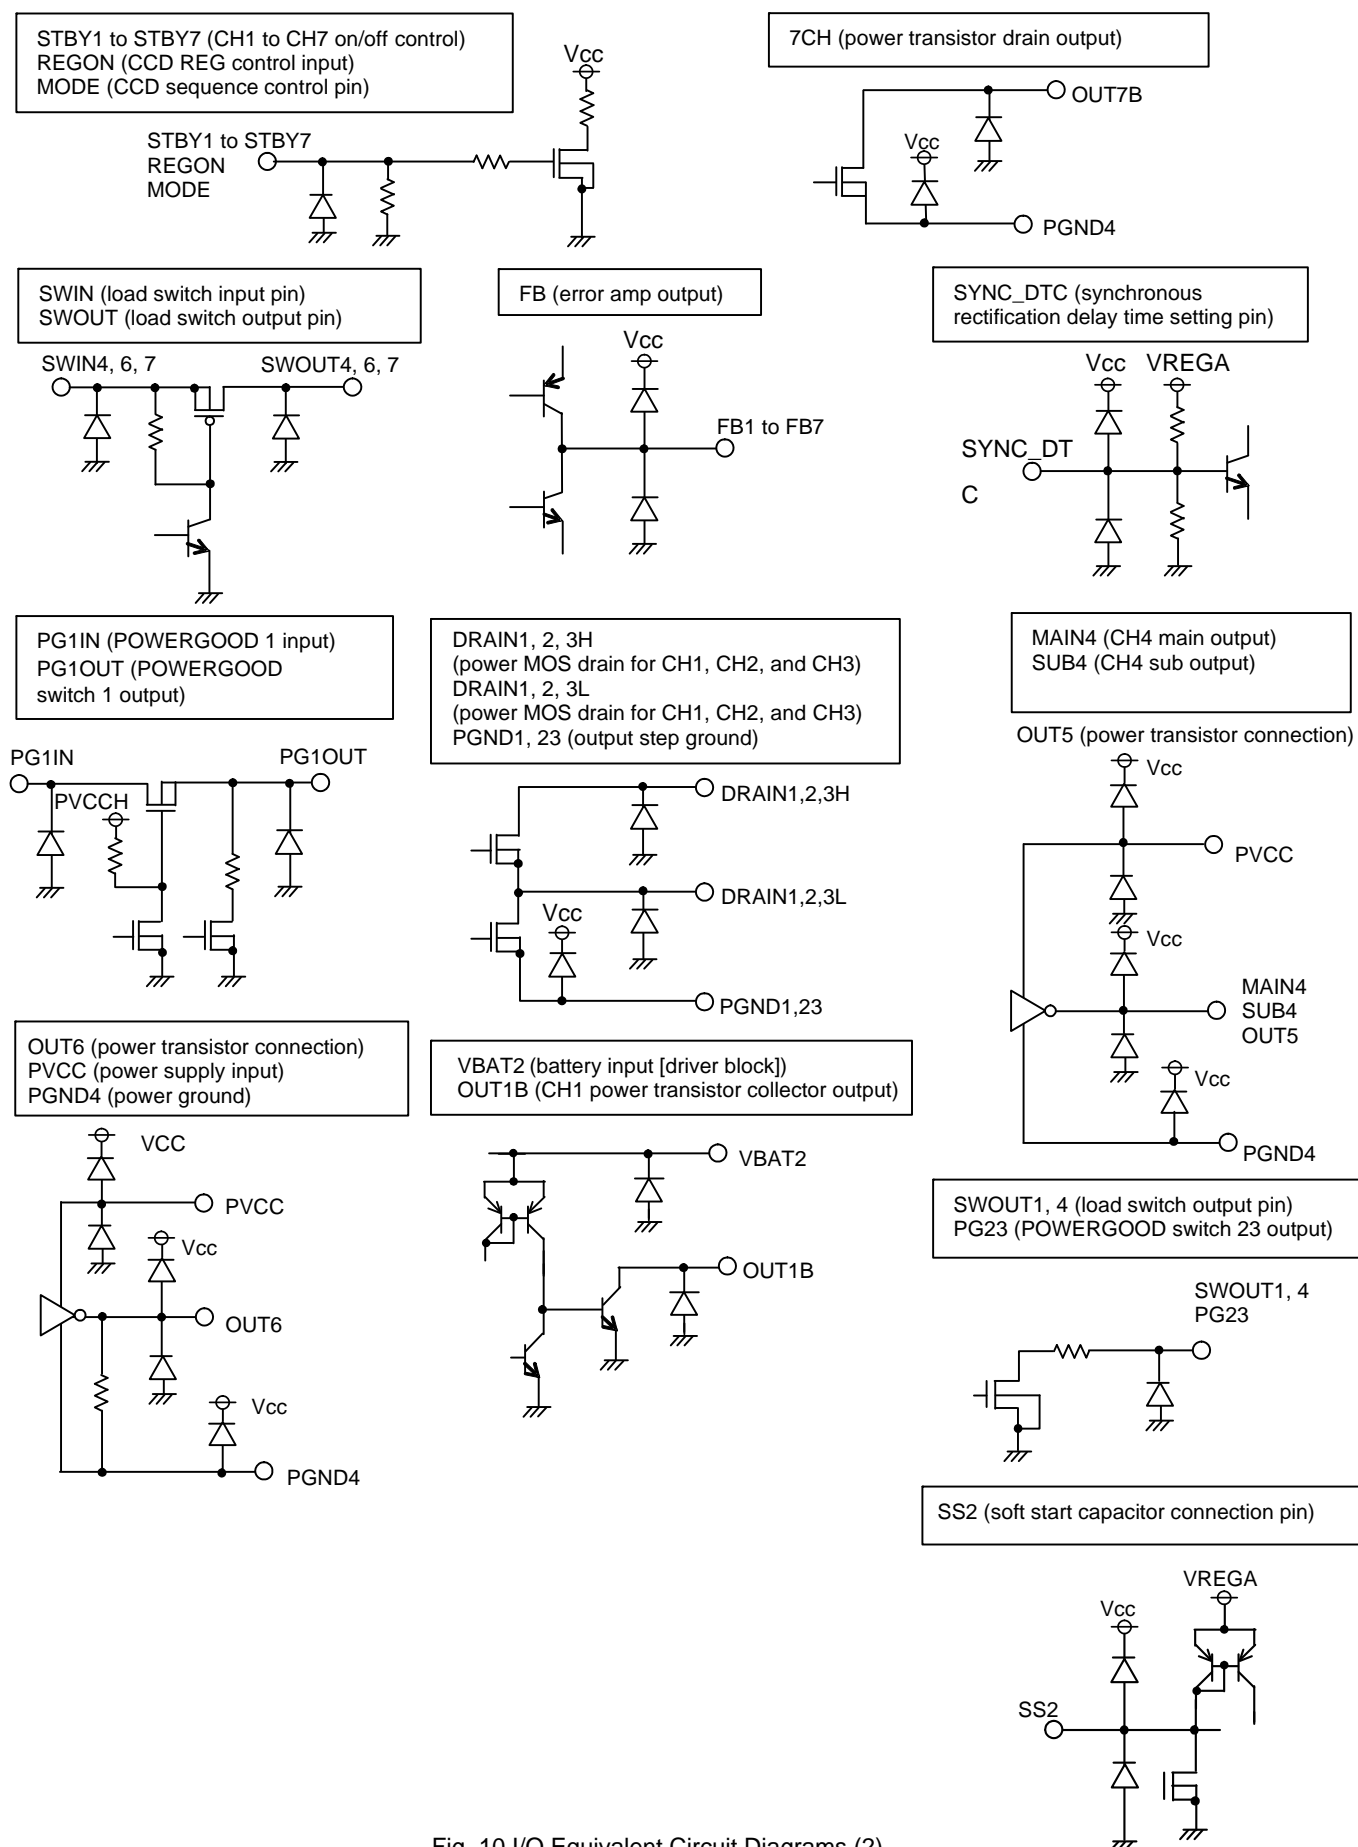 STBY1 to STBY7 (CH1 to CH7 on/off control)
REGON (CCD REG control input)
MODE (CCD sequence control pin)
Vcc
STBY1 to STBY7
REGON
MODE
7CH (power transistor drain output)
OUT7B
Vcc
PGND4
SWIN (load switch input pin)
SWOUT (load switch output pin)
SWIN4, 6, 7
SWOUT4, 6, 7
FB (error amp output)
Vcc
FB1 to FB7
SYNC_DTC (synchronous
rectification delay time setting pin)
Vcc
VREGA
SYNC_DT
C
PG1IN (POWERGOOD 1 input)
PG1OUT (POWERGOOD
switch 1 output)
PG1IN
PG1OUT
PVCCH
DRAIN1, 2, 3H
(power MOS drain for CH1, CH2, and CH3)
DRAIN1, 2, 3L
(power MOS drain for CH1, CH2, and CH3)
PGND1, 23 (output step ground)
DRAIN1,2,3H
DRAIN1,2,3L
Vcc
PGND1,23
MAIN4 (CH4 main output)
SUB4 (CH4 sub output)
OUT5 (power transistor connection)
Vcc
PVCC
Vcc
MAIN4
SUB4
OUT5
Vcc
PGND4
OUT6 (power transistor connection)
PVCC (power supply input)
PGND4 (power ground)
VCC
PVCC
Vcc
OUT6
Vcc
PGND4
VBAT2 (battery input [driver block])
OUT1B (CH1 power transistor collector output)
VBAT2
OUT1B
SWOUT1, 4 (load switch output pin)
PG23 (POWERGOOD switch 23 output)
SWOUT1, 4
PG23
SS2 (soft start capacitor connection pin)
VREGA
Vcc
SS2
Fig. 10 I/O Equivalent Circuit Diagrams (2)